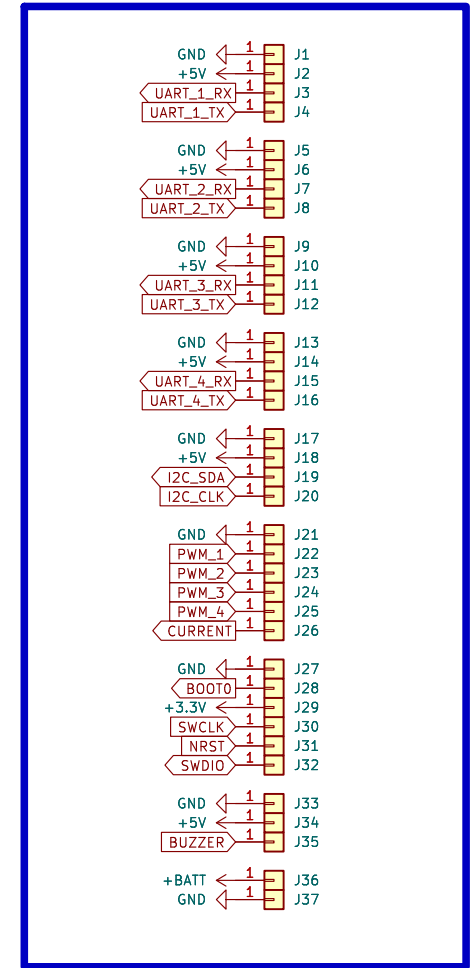 GND 1 J1
+5V 1 J2
UART_1_RX 1 J3
UART_1_TX 1 J4
GND 1 J5
+5V 1 J6
UART_2_RX 1 J7
UART_2_TX 1 J8
GND 1 J9
+5V 1 J10
UART_3_RX 1 J11
UART_3_TX 1 J12
GND 1 J13
+5V 1 J14
UART_4_RX 1 J15
UART_4_TX 1 J16
GND 1 J17
+5V 1 J18
I2C_SDA 1 J19
I2C_CLK 1 J20
GND 1 J21
PWM_1 1 J22
PWM_2 1 J23
PWM_3 1 J24
PWM_4 1 J25
CURRENT 1 J26
GND 1 J27
BOOT0 1 J28
+3.3V 1 J29
SWCLK 1 J30
NRST 1 J31
SWDIO 1 J32
GND 1 J33
+5V 1 J34
BUZZER 1 J35
+BATT 1 J36
GND 1 J37